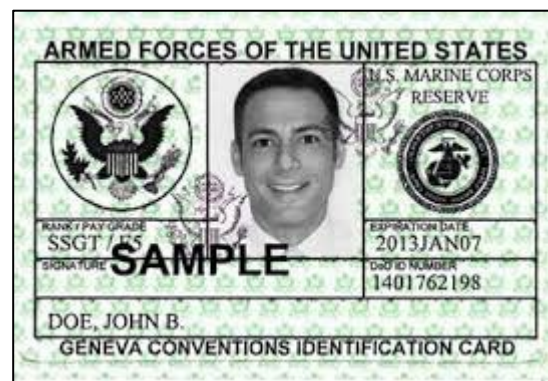 ARMED FORCES OF THE UNITED STATES
U.S. MARINE CORPS
RESERVE
RANK / PAY GRADE
SSGT / E5
EXPIRATION DATE
2013JAN07
SIGNATURE
SAMPLE
DoD ID NUMBER
1401762198
DOE, JOHN B.
GENEVA CONVENTIONS IDENTIFICATION CARD